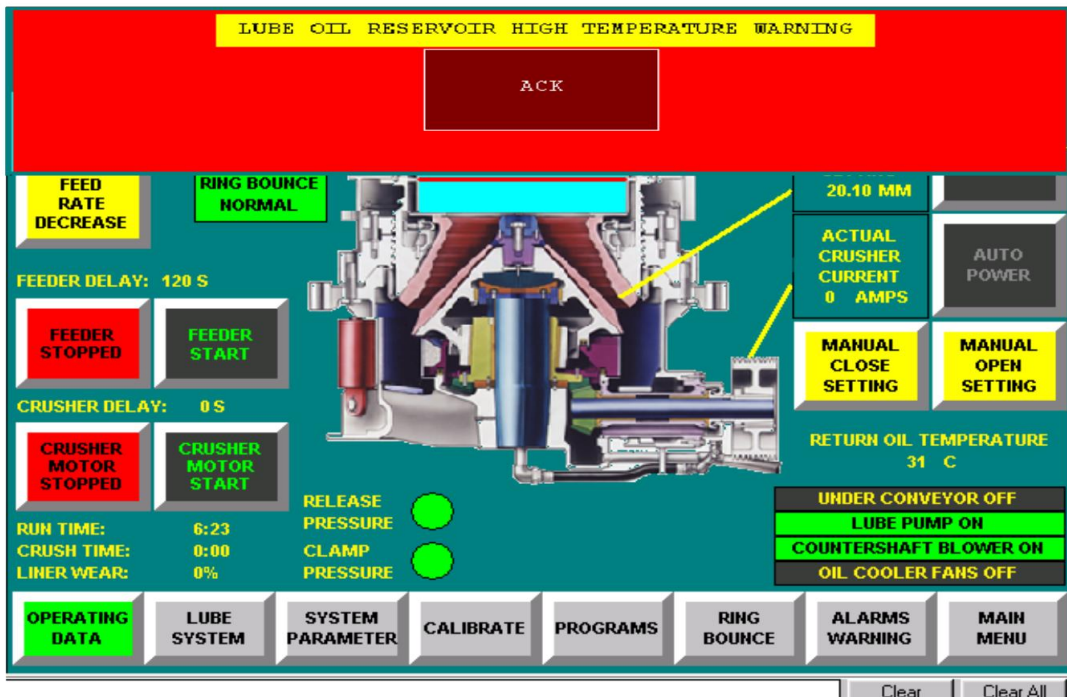 LUBE OIL RESERVOIR HIGH TEMPERATURE WARNING
ACK
FEED
RATE
DECREASE
RING BOUNCE
NORMAL
20.10 MM
ACTUAL
CRUSHER
CURRENT
0 AMPS
AUTO
POWER
FEEDER DELAY: 120 S
FEEDER
STOPPED
FEEDER
START
MANUAL
CLOSE
SETTING
MANUAL
OPEN
SETTING
CRUSHER DELAY: 0 S
CRUSHER
MOTOR
STOPPED
CRUSHER
MOTOR
START
RETURN OIL TEMPERATURE
31 C
RELEASE
PRESSURE
CLAMP
PRESSURE
RUN TIME: 6:23
CRUSH TIME: 0:00
LINER WEAR: 0%
UNDER CONVEYOR OFF
LUBE PUMP ON
COUNTERSHAFT BLOWER ON
OIL COOLER FANS OFF
OPERATING
DATA
LUBE
SYSTEM
SYSTEM
PARAMETER
CALIBRATE
PROGRAMS
RING
BOUNCE
ALARMS
WARNING
MAIN
MENU
Clear
Clear All